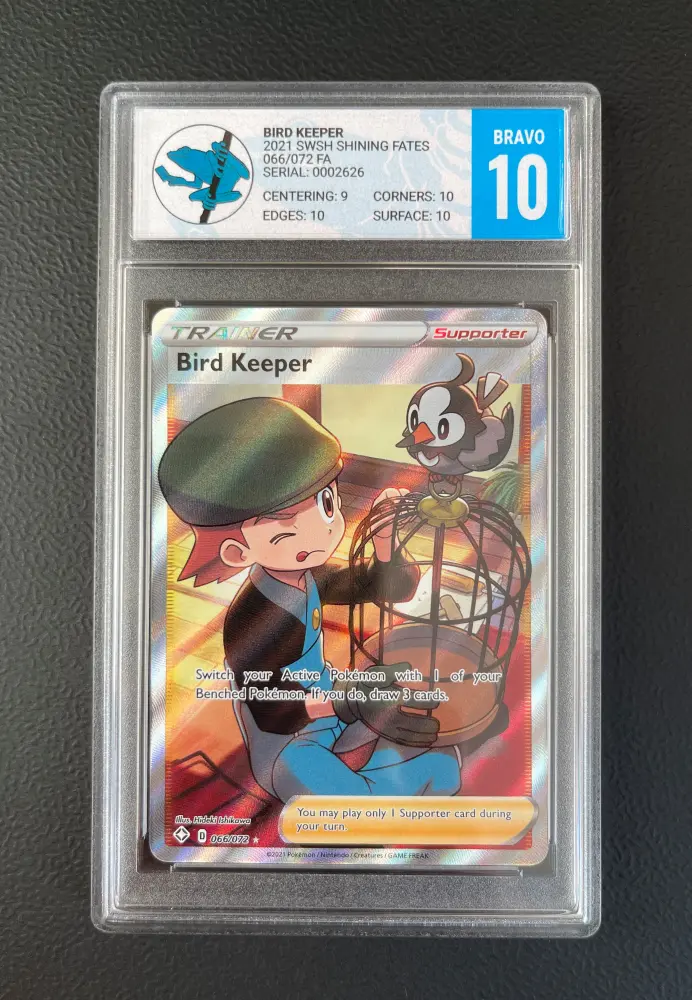 BIRD KEEPER
2021 SWSH SHINING FATES
066/072 FA
SERIAL: 0002626
CENTERING: 9 CORNERS: 10
EDGES: 10 SURFACE: 10
BRAVO
10
TRAINER Supporter
Bird Keeper
Switch your Active Pokémon with 1 of your
Benched Pokémon. If you do, draw 3 cards.
Illus. Hideki Ishikawa
You may play only 1 Supporter card during
your turn.
D 066/072
©2021 Pokémon / Nintendo / Creatures / GAME FREAK